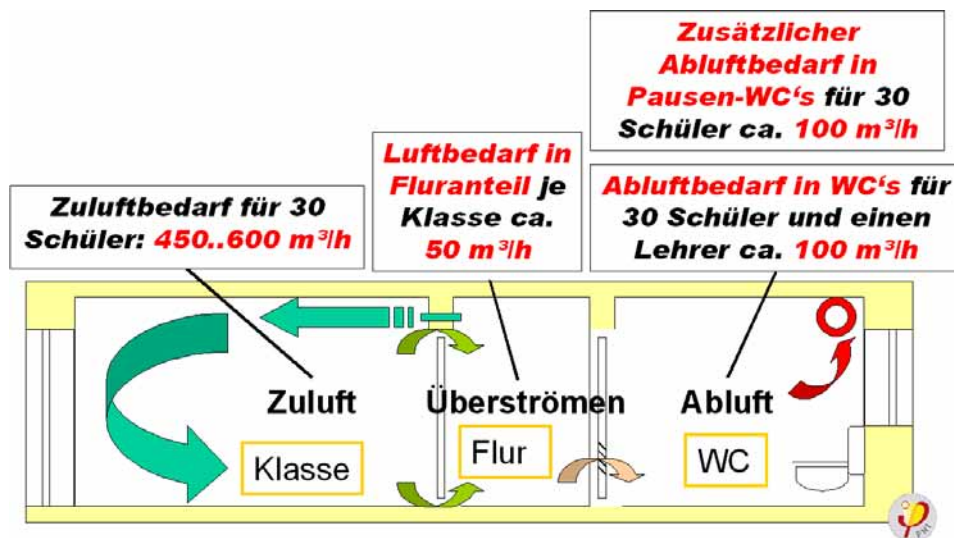 Zusätzlicher
Abluftbedarf in
Pausen-WC's für 30
Schüler ca. 100 m³/h
Luftbedarf in
Fluranteil je
Klasse ca.
50 m³/h
Abluftbedarf in WC's für
30 Schüler und einen
Lehrer ca. 100 m³/h
Zuluftbedarf für 30
Schüler: 450..600 m³/h
Zuluft
Überströmen
Abluft
Klasse
Flur
WC
PHI